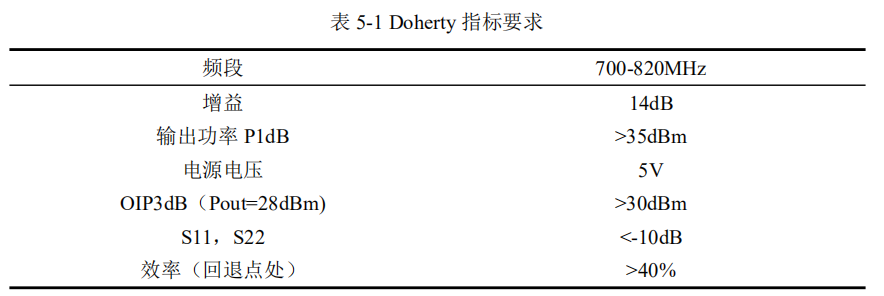 表 5-1 Doherty 指标要求
频段 700-820MHz
增益 14dB
输出功率 P1dB >35dBm
电源电压 5V
OIP3dB（Pout=28dBm) >30dBm
S11，S22 <-10dB
效率（回退点处） >40%